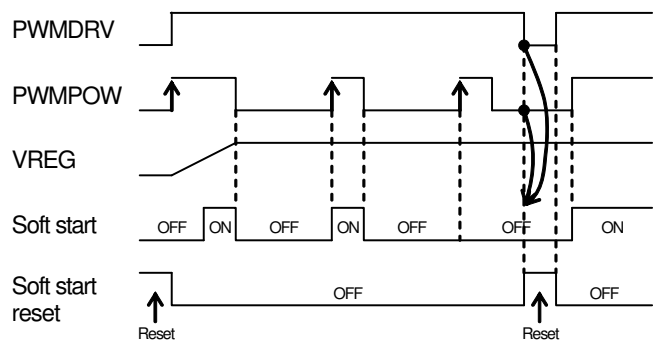 PWMDRV
PWMPOW
VREG
Soft start
OFF ON OFF ON OFF OFF ON
Soft start
reset
OFF OFF
Reset Reset